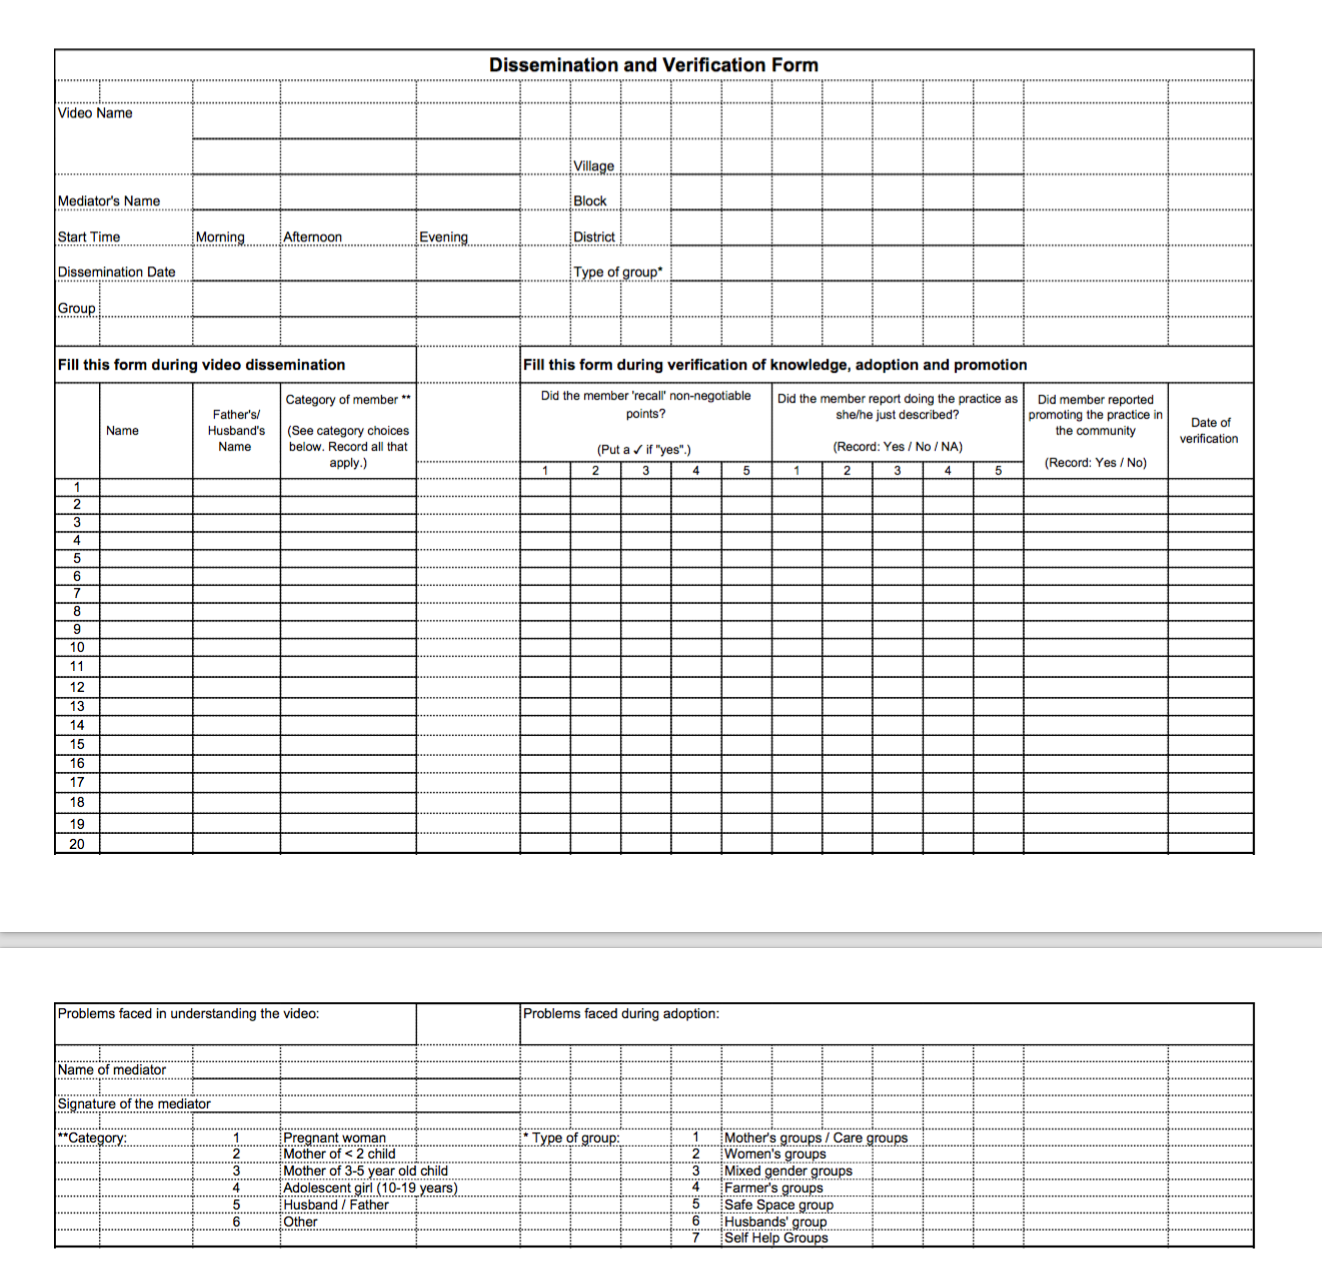 Dissemination and Verification Form
Video Name
Village
Mediator's Name Block
Start Time Morning Afternoon Evening District
Dissemination Date Type of group*
Group
Fill this form during video dissemination Fill this form during verification of knowledge, adoption and promotion
Name
Father's/
Husband's
Name
Category of member **
(See category choices
below. Record all that
apply.)
Did the member 'recall' non-negotiable
points?
(Put a ✓ if "yes".)
Did the member report doing the practice as
she/he just described?
(Record: Yes / No / NA)
Did member reported
promoting the practice in
the community
(Record: Yes / No)
Date of
verification
1 2 3 4 5 1 2 3 4 5
1
2
3
4
5
6
7
8
9
10
11
12
13
14
15
16
17
18
19
20
Problems faced in understanding the video: Problems faced during adoption:
Name of mediator
Signature of the mediator
**Category: 1 Pregnant woman * Type of group: 1 Mother's groups / Care groups
2 Mother of < 2 child 2 Women's groups
3 Mother of 3-5 year old child 3 Mixed gender groups
4 Adolescent girl (10-19 years) 4 Farmer's groups
5 Husband / Father 5 Safe Space group
6 Other 6 Husbands' group
7 Self Help Groups